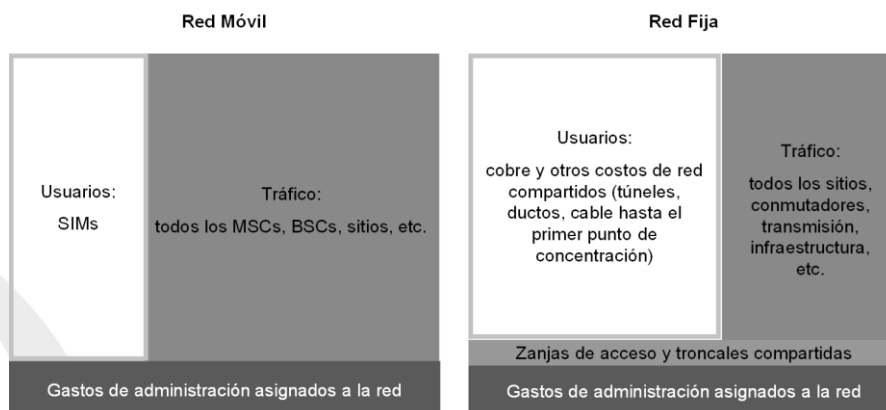 Red Móvil
Usuarios:
SIMs
Tráfico:
todos los MSCs, BSCs, sitios, etc.
Gastos de administración asignados a la red
Red Fija
Usuarios:
cobre y otros costos de red
compartidos (túneles,
ductos, cable hasta el
primer punto de
concentración)
Tráfico:
todos los sitios,
conmutadores,
transmisión,
infraestructura,
etc.
Zanjas de acceso y troncales compartidas
Gastos de administración asignados a la red